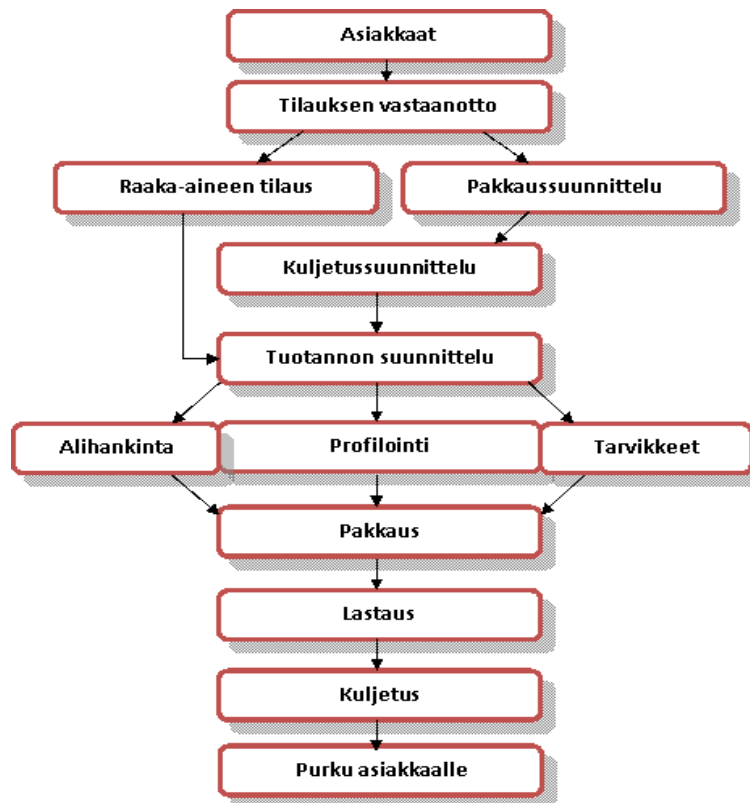 Asiakkaat
Tilauksen vastaanotto
Raaka-aineen tilaus
Pakkaussuunnittelu
Kuljetussuunnittelu
Tuotannon suunnittelu
Alihankinta
Profilointi
Tarvikkeet
Pakkaus
Lastaus
Kuljetus
Purku asiakkaalle